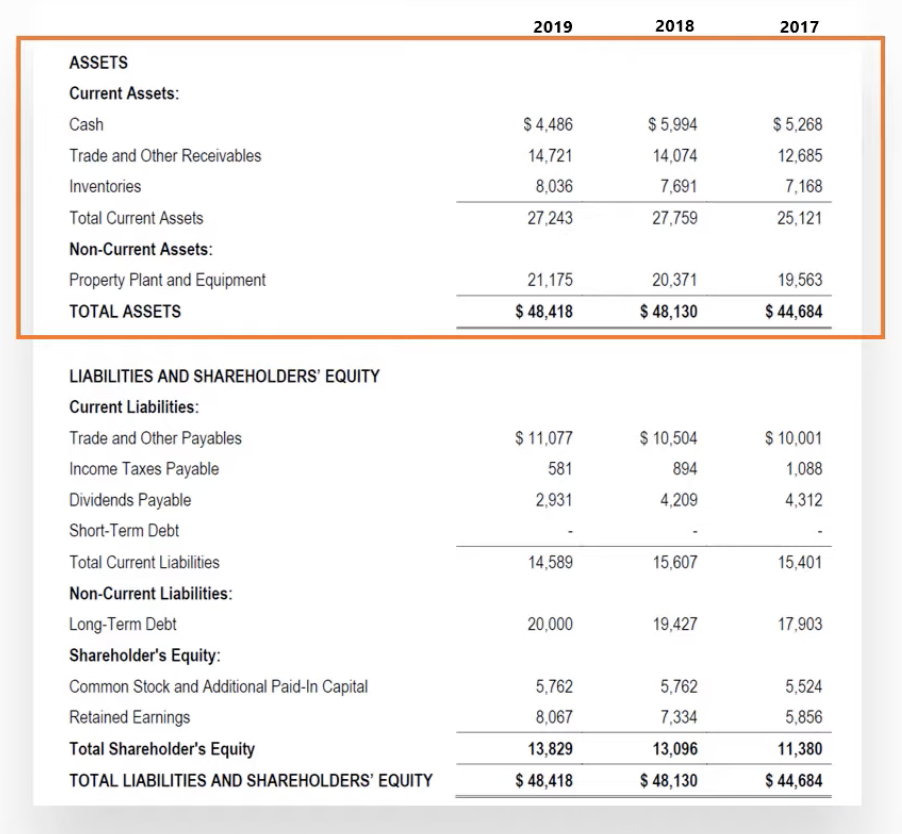 2019 2018 2017
ASSETS
Current Assets:
Cash $ 4,486 $ 5,994 $ 5,268
Trade and Other Receivables 14,721 14,074 12,685
Inventories 8,036 7,691 7,168
Total Current Assets 27,243 27,759 25,121
Non-Current Assets:
Property Plant and Equipment 21,175 20,371 19,563
TOTAL ASSETS $ 48,418 $ 48,130 $ 44,684
LIABILITIES AND SHAREHOLDERS' EQUITY
Current Liabilities:
Trade and Other Payables $ 11,077 $ 10,504 $ 10,001
Income Taxes Payable 581 894 1,088
Dividends Payable 2,931 4,209 4,312
Short-Term Debt - - -
Total Current Liabilities 14,589 15,607 15,401
Non-Current Liabilities:
Long-Term Debt 20,000 19,427 17,903
Shareholder's Equity:
Common Stock and Additional Paid-In Capital 5,762 5,762 5,524
Retained Earnings 8,067 7,334 5,856
Total Shareholder's Equity 13,829 13,096 11,380
TOTAL LIABILITIES AND SHAREHOLDERS' EQUITY $ 48,418 $ 48,130 $ 44,684